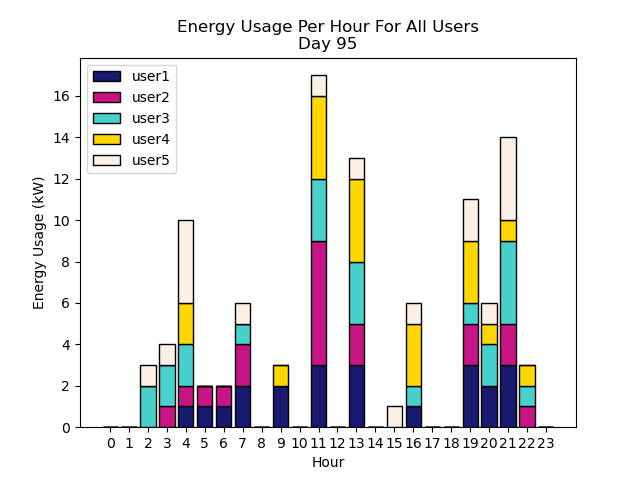 Energy Usage Per Hour For All Users
Day 95
user1
user2
user3
user4
user5
Energy Usage (kW)
16
14
12
10
8
6
4
2
0
0 1 2 3 4 5 6 7 8 9 10 11 12 13 14 15 16 17 18 19 20 21 22 23
Hour